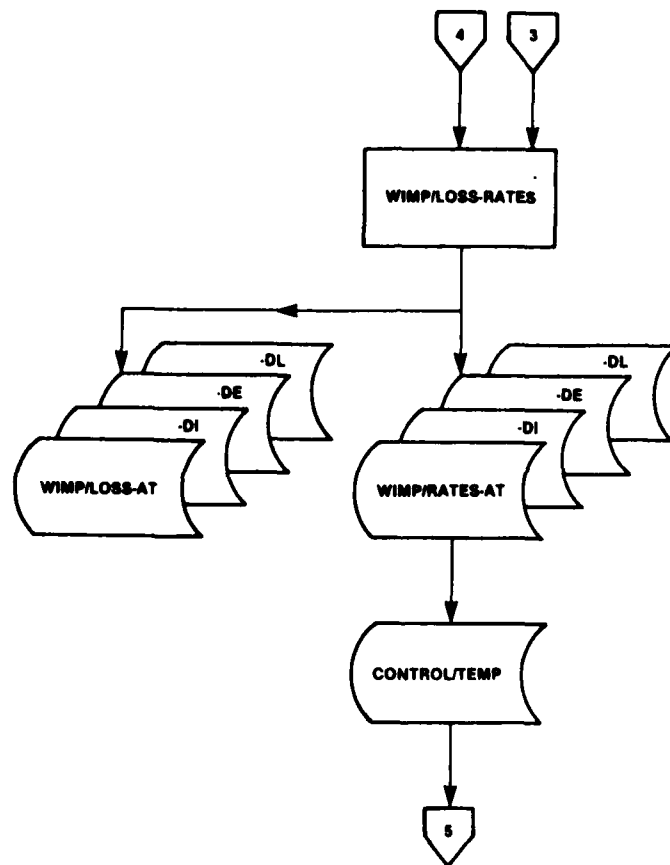 4 3
WIMP/LOSS-RATES
-DL -DL
-DE -DE
-DI -DI
WIMP/LOSS-AT WIMP/RATES-AT
CONTROL/TEMP
5